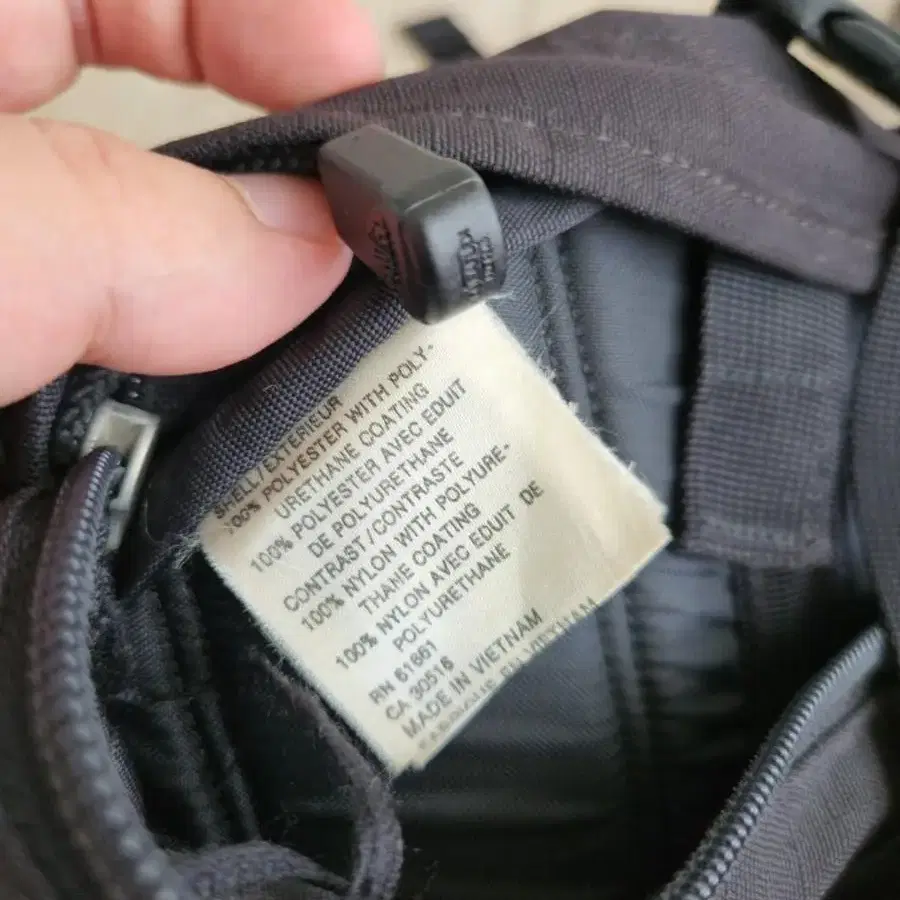 SHELL/EXTERIEUR
100% POLYESTER WITH POLY-
URETHANE COATING
100% POLYESTER AVEC EDUIT
DE POLYURETHANE
CONTRAST/CONTRASTE
100% NYLON WITH POLYURE-
THAME COATING
100% NYLON AVEC EDUIT DE
POLYURETHANE
RN 61661
CA 30516
MADE IN VIETNAM